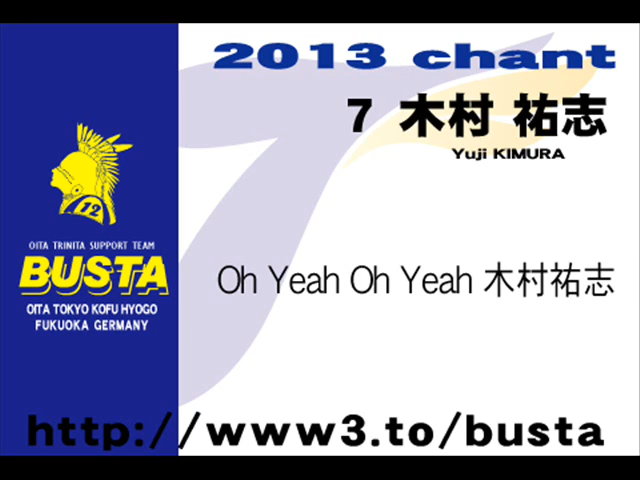 2013 chant
7 木村 祐志
Yuji KIMURA
12
OITA TRINITA SUPPORT TEAM
BUSTA
OITA TOKYO KOFU HYOGO
FUKUOKA GERMANY
Oh Yeah Oh Yeah 木村祐志
http://www3.to/busta